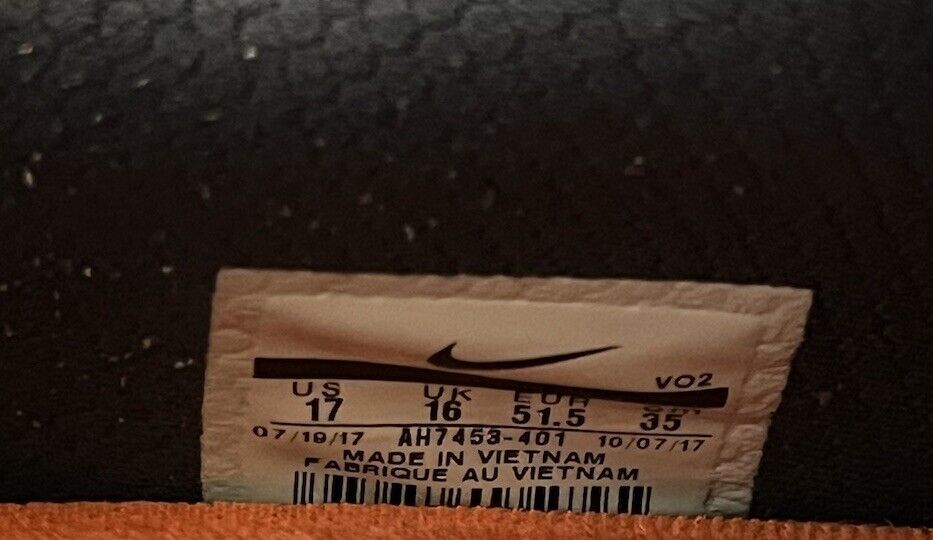 VO2
US UK EUR cm
17 16 51.5 35
07/19/17 AH7453-401 10/07/17
MADE IN VIETNAM
FABRIQUE AU VIETNAM